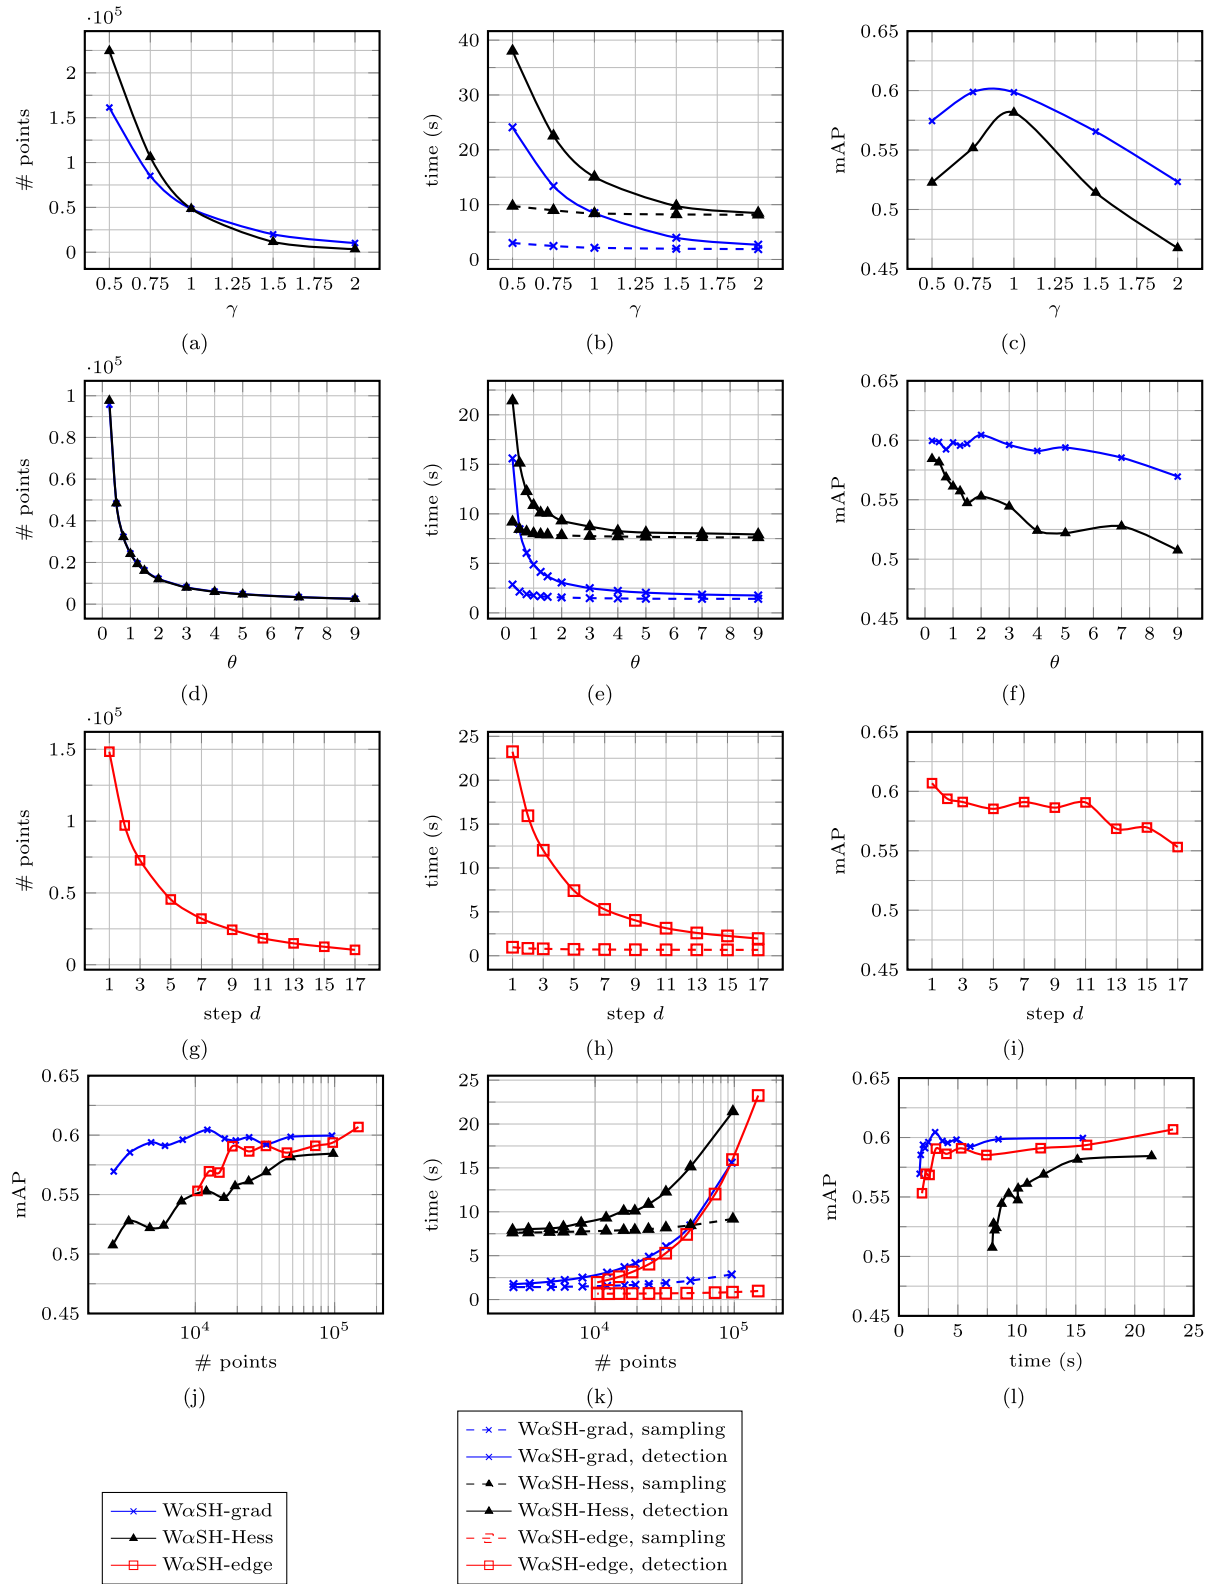 ·10⁵
2
1.5
1
0.5
0
# points
0.5 0.75 1 1.25 1.5 1.75 2
γ
(a)
40
30
20
10
0
time (s)
0.5 0.75 1 1.25 1.5 1.75 2
γ
(b)
0.65
0.6
0.55
0.5
0.45
mAP
0.5 0.75 1 1.25 1.5 1.75 2
γ
(c)
·10⁵
1
0.8
0.6
0.4
0.2
0
# points
0 1 2 3 4 5 6 7 8 9
θ
(d)
20
15
10
5
0
time (s)
0 1 2 3 4 5 6 7 8 9
θ
(e)
0.65
0.6
0.55
0.5
0.45
mAP
0 1 2 3 4 5 6 7 8 9
θ
(f)
·10⁵
1.5
1
0.5
0
# points
1 3 5 7 9 11 13 15 17
step d
(g)
25
20
15
10
5
0
time (s)
1 3 5 7 9 11 13 15 17
step d
(h)
0.65
0.6
0.55
0.5
0.45
mAP
1 3 5 7 9 11 13 15 17
step d
(i)
0.65
0.6
0.55
0.5
0.45
mAP
10⁴ 10⁵
# points
(j)
25
20
15
10
5
0
time (s)
10⁴ 10⁵
# points
(k)
0.65
0.6
0.55
0.5
0.45
mAP
0 5 10 15 20 25
time (s)
(l)
WαSH-grad
WαSH-Hess
WαSH-edge
WαSH-grad, sampling
WαSH-grad, detection
WαSH-Hess, sampling
WαSH-Hess, detection
WαSH-edge, sampling
WαSH-edge, detection